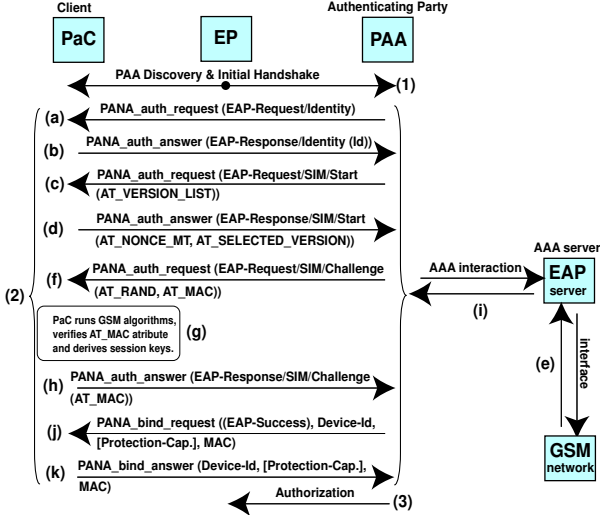 Client
Authenticating Party
PaC
EP
PAA
PAA Discovery & Initial Handshake
(1)
(a)
PANA_auth_request (EAP-Request/Identity)
(b)
PANA_auth_answer (EAP-Response/Identity (Id))
(c)
PANA_auth_request (EAP-Request/SIM/Start
(AT_VERSION_LIST))
(d)
PANA_auth_answer (EAP-Response/SIM/Start
(AT_NONCE_MT, AT_SELECTED_VERSION))
(f)
PANA_auth_request (EAP-Request/SIM/Challenge
(AT_RAND, AT_MAC))
(2)
PaC runs GSM algorithms,
verifies AT_MAC atribute
and derives session keys.
(g)
(h)
PANA_auth_answer (EAP-Response/SIM/Challenge
(AT_MAC))
(j)
PANA_bind_request ((EAP-Success), Device-Id,
[Protection-Cap.], MAC)
(k)
PANA_bind_answer (Device-Id, [Protection-Cap.],
MAC)
Authorization
(3)
AAA interaction
(i)
AAA server
EAP
server
(e)
interface
GSM
network